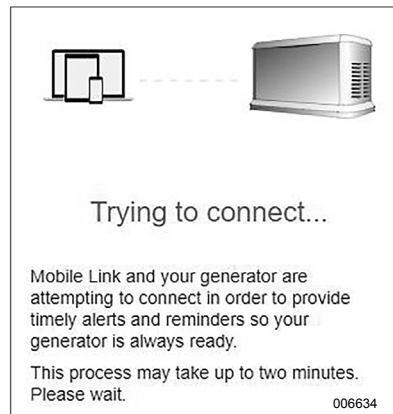 Trying to connect...
Mobile Link and your generator are
attempting to connect in order to provide
timely alerts and reminders so your
generator is always ready.
This process may take up to two minutes.
Please wait.
006634